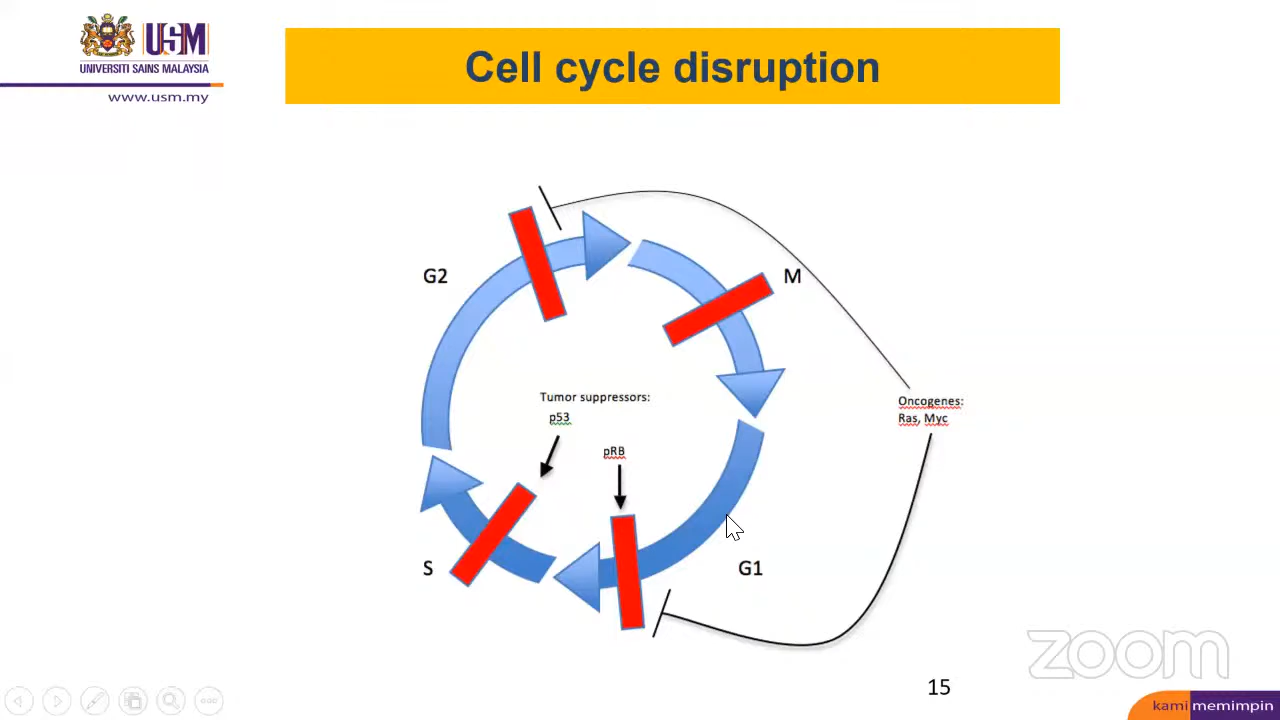 USM
UNIVERSITI SAINS MALAYSIA
www.usm.my
Cell cycle disruption
G2
M
Tumor suppressors:
p53
Oncogenes:
Ras, Myc
pRB
S
G1
zoom
15
kami memimpin